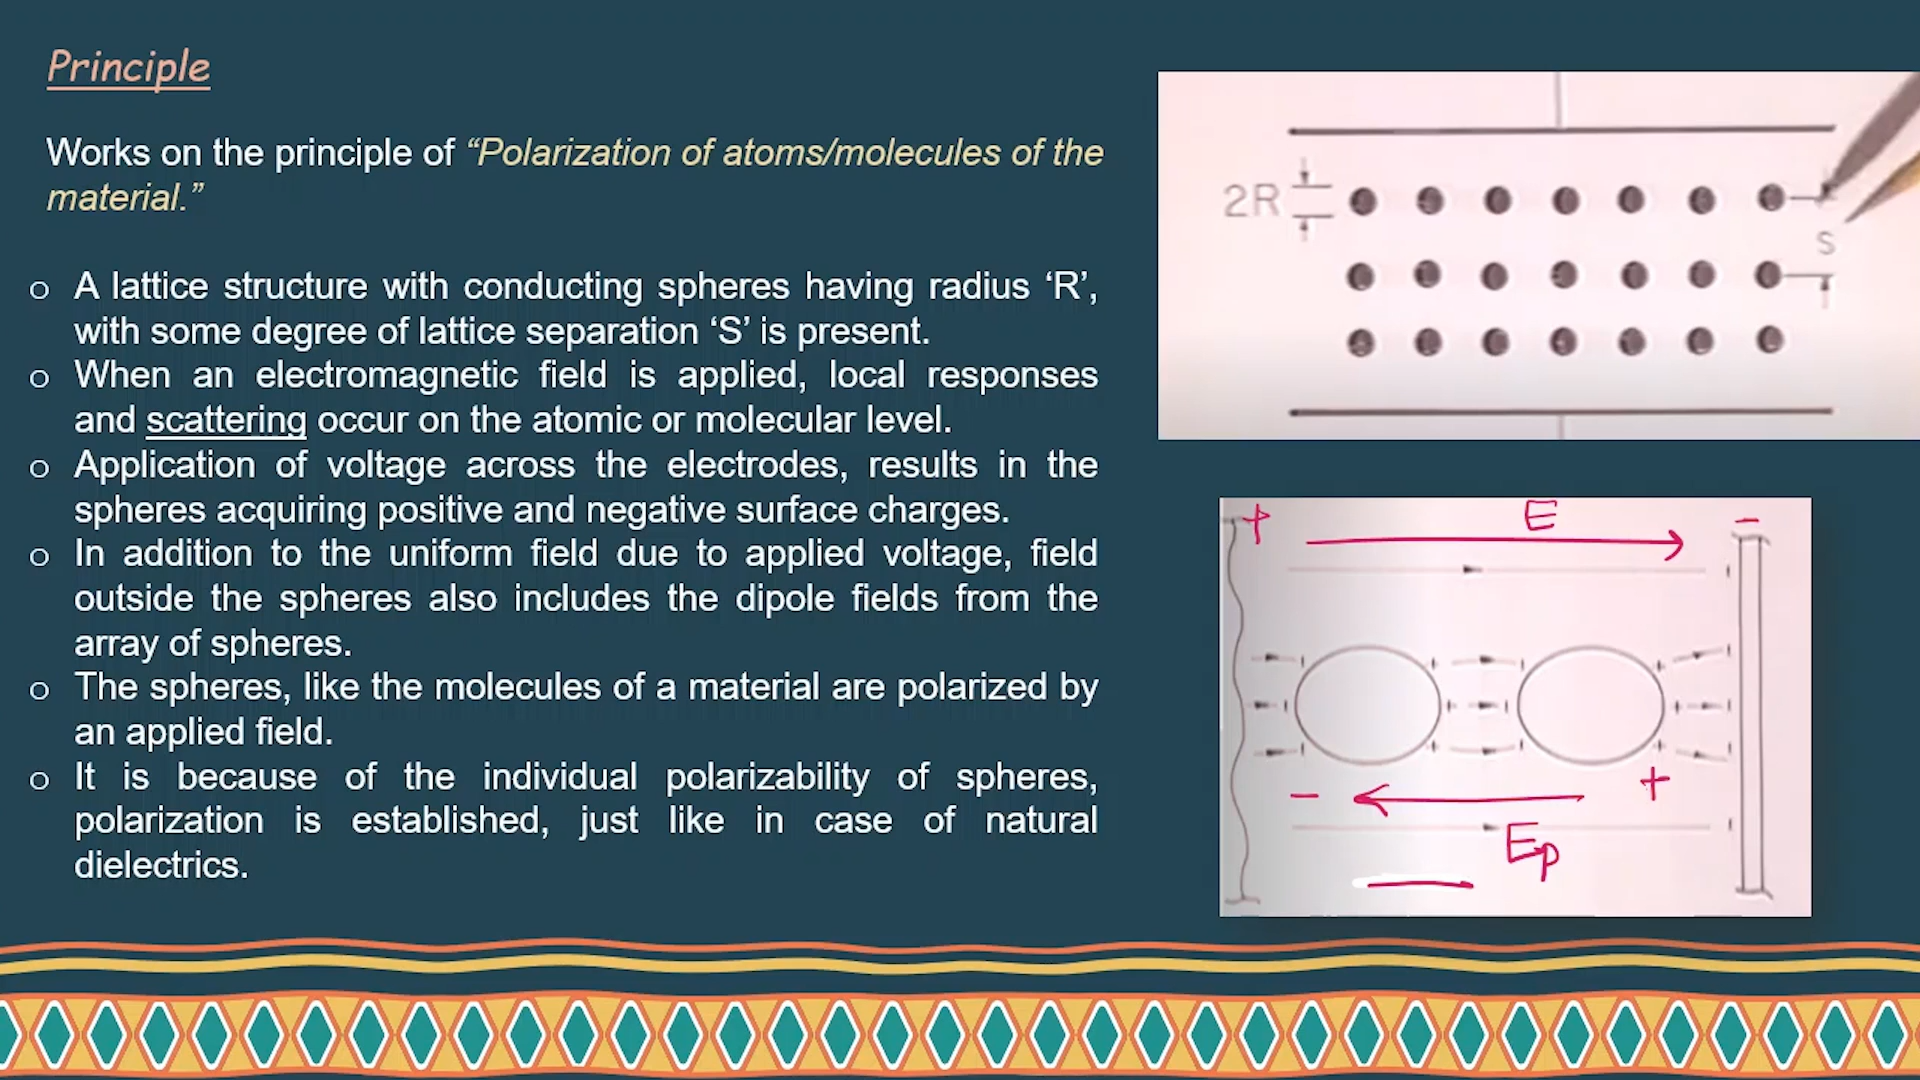 Principle
Works on the principle of “Polarization of atoms/molecules of the
material.”
o A lattice structure with conducting spheres having radius ‘R’,
with some degree of lattice separation ‘S’ is present.
o When an electromagnetic field is applied, local responses
and scattering occur on the atomic or molecular level.
o Application of voltage across the electrodes, results in the
spheres acquiring positive and negative surface charges.
o In addition to the uniform field due to applied voltage, field
outside the spheres also includes the dipole fields from the
array of spheres.
o The spheres, like the molecules of a material are polarized by
an applied field.
o It is because of the individual polarizability of spheres,
polarization is established, just like in case of natural
dielectrics.
2R
S
+ E -
- +
Ep